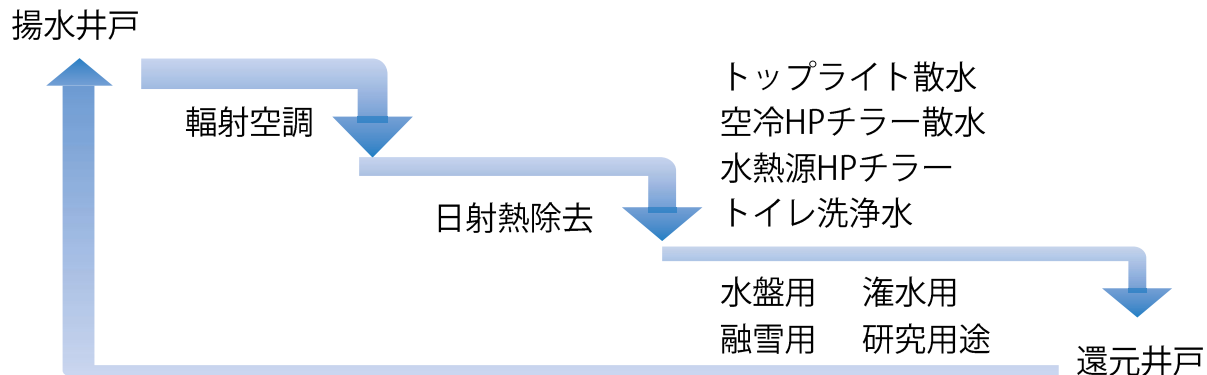 揚水井戸
輻射空調
日射熱除去
トップライト散水
空冷HPチラー散水
水熱源HPチラー
トイレ洗浄水
水盤用 潅水用
融雪用 研究用途
還元井戸